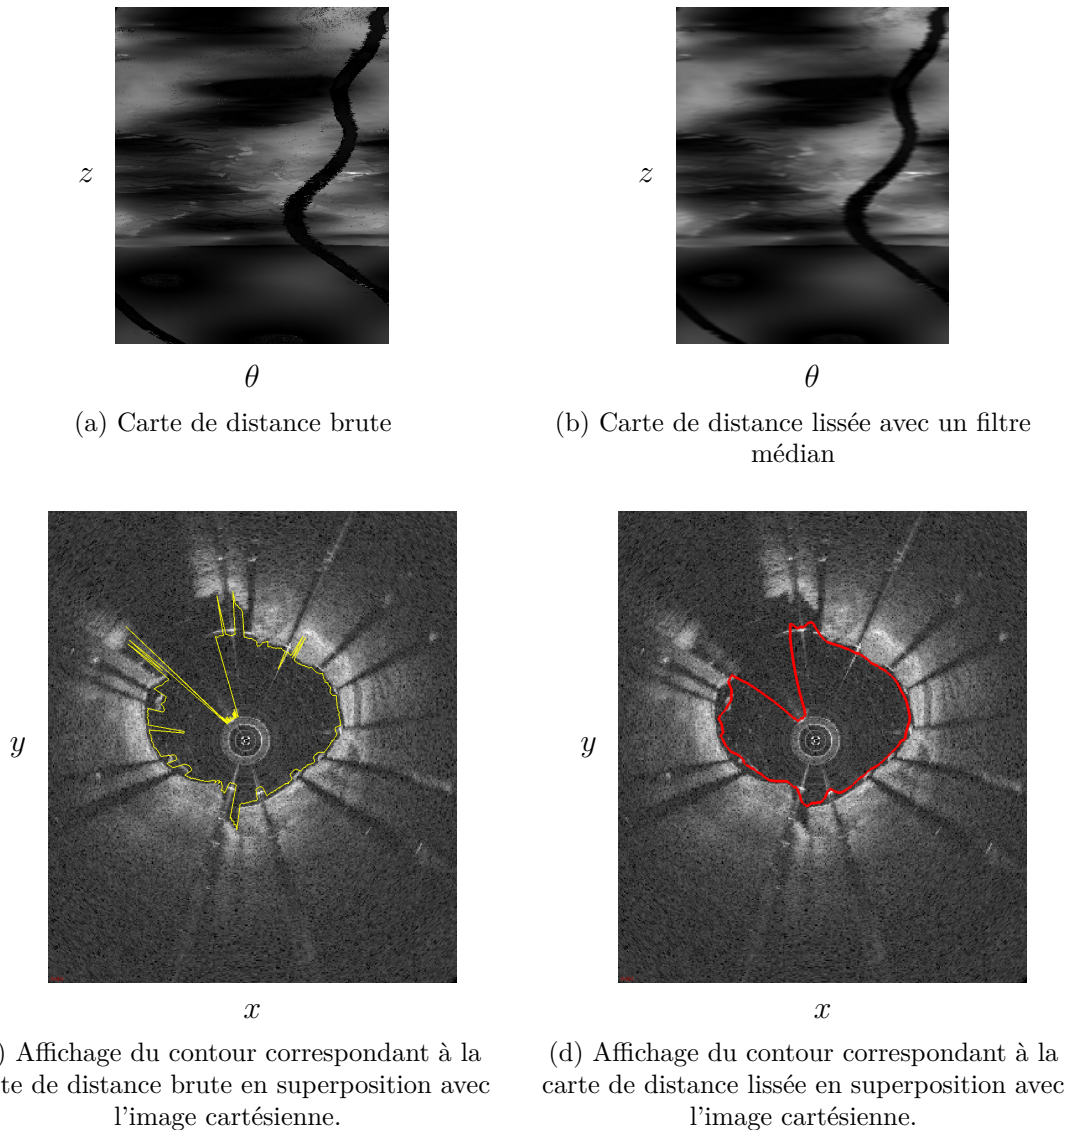 z
z
θ
θ
(a) Carte de distance brute
(b) Carte de distance lissée avec un filtre
médian
y
y
x
x
) Affichage du contour correspondant à la
te de distance brute en superposition avec
l'image cartésienne.
(d) Affichage du contour correspondant à la
carte de distance lissée en superposition avec
l'image cartésienne.